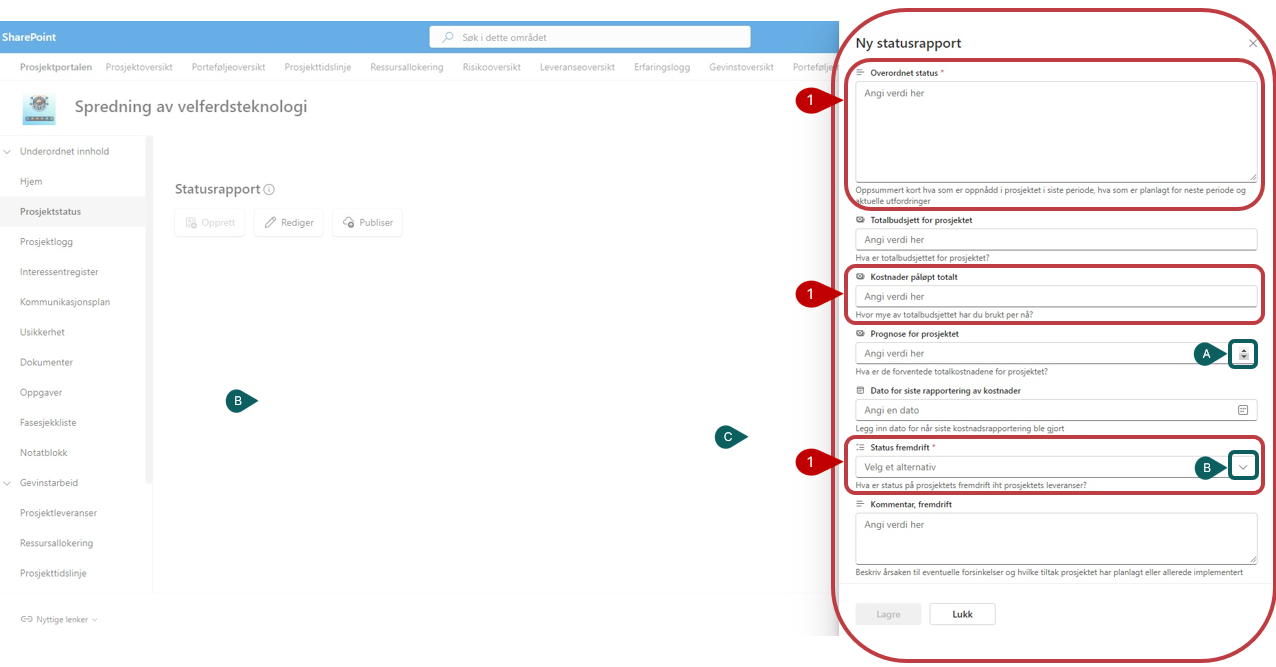 SharePoint
Søk i dette området
Prosjektportalen Prosjektoversikt Porteføljeoversikt Prosjekttidslinje Ressursallokering Risikooversikt Leveranseoversikt Erfaringslogg Gevinstoversikt Portefølje
Spredning av velferdsteknologi
Underordnet innhold
Hjem
Prosjektstatus
Prosjektlogg
Interessentregister
Kommunikasjonsplan
Usikkerhet
Dokumenter
Oppgaver
Fasesjekkliste
Notatblokk
Gevinstarbeid
Prosjektleveranser
Ressursallokering
Prosjekttidslinje
Nyttige lenker
Statusrapport
Opprett Rediger Publiser
B
C
Ny statusrapport
1
Overordnet status *
Angi verdi her
Oppsummert kort hva som er oppnådd i prosjektet i siste periode, hva som er planlagt for neste periode og
aktuelle utfordringer
Totalbudsjett for prosjektet
Angi verdi her
Hva er totalbudsjettet for prosjektet?
1
Kostnader påløpt totalt
Angi verdi her
Hvor mye av totalbudsjettet har du brukt per nå?
Prognose for prosjektet
Angi verdi her
A
Hva er de forventede totalkostnadene for prosjektet?
Dato for siste rapportering av kostnader
Angi en dato
Legg inn dato for når siste kostnadsrapportering ble gjort
1
Status fremdrift *
Velg et alternativ
B
Hva er status på prosjektets fremdrift iht prosjektets leveranser?
Kommentar, fremdrift
Angi verdi her
Beskriv årsaken til eventuelle forsinkelser og hvilke tiltak prosjektet har planlagt eller allerede implementert
Lagre Lukk